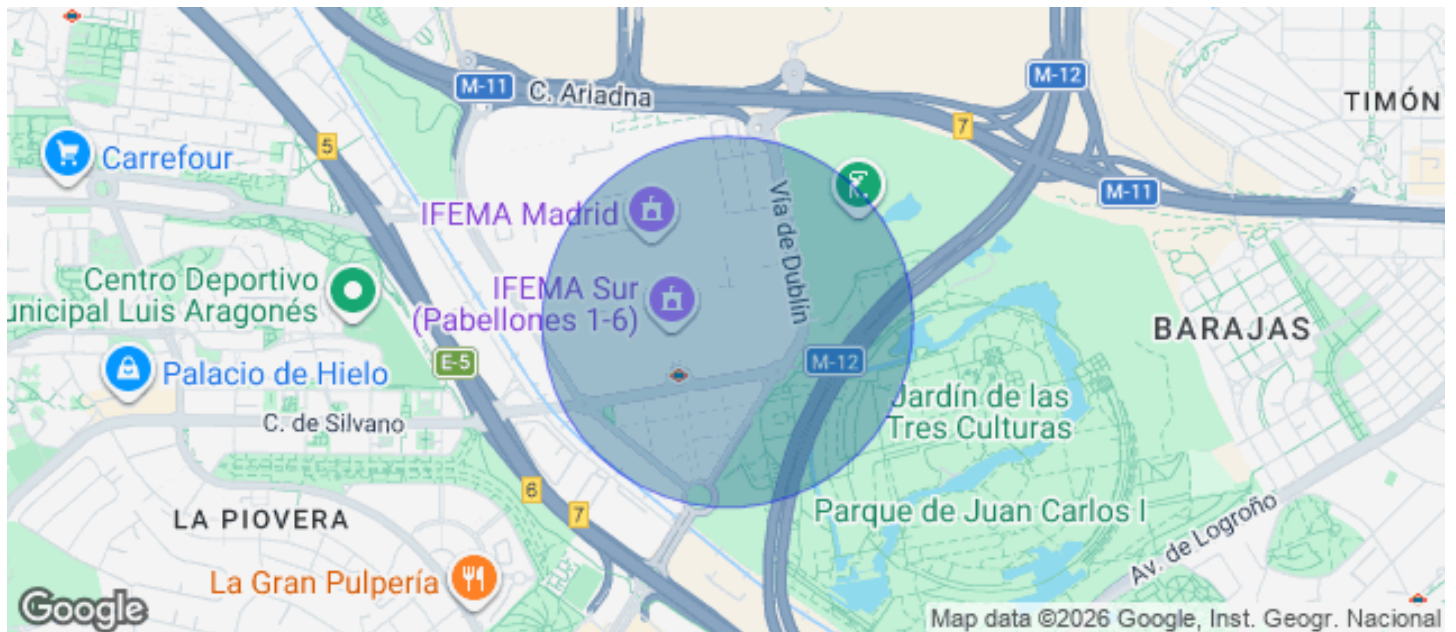 M-11
C. Ariadna
M-12
TIMÓN
7
5
Carrefour
Vía de Dublín
M-11
IFEMA Madrid
Centro Deportivo
unicipal Luis Aragonés
IFEMA Sur
(Pabellones 1-6)
BARAJAS
E-5
M-12
Palacio de Hielo
C. de Silvano
Jardín de las
Tres Culturas
6
7
LA PIOVERA
Parque de Juan Carlos I
Av. de Logroño
La Gran Pulpería
Google
Map data ©2026 Google, Inst. Geogr. Nacional